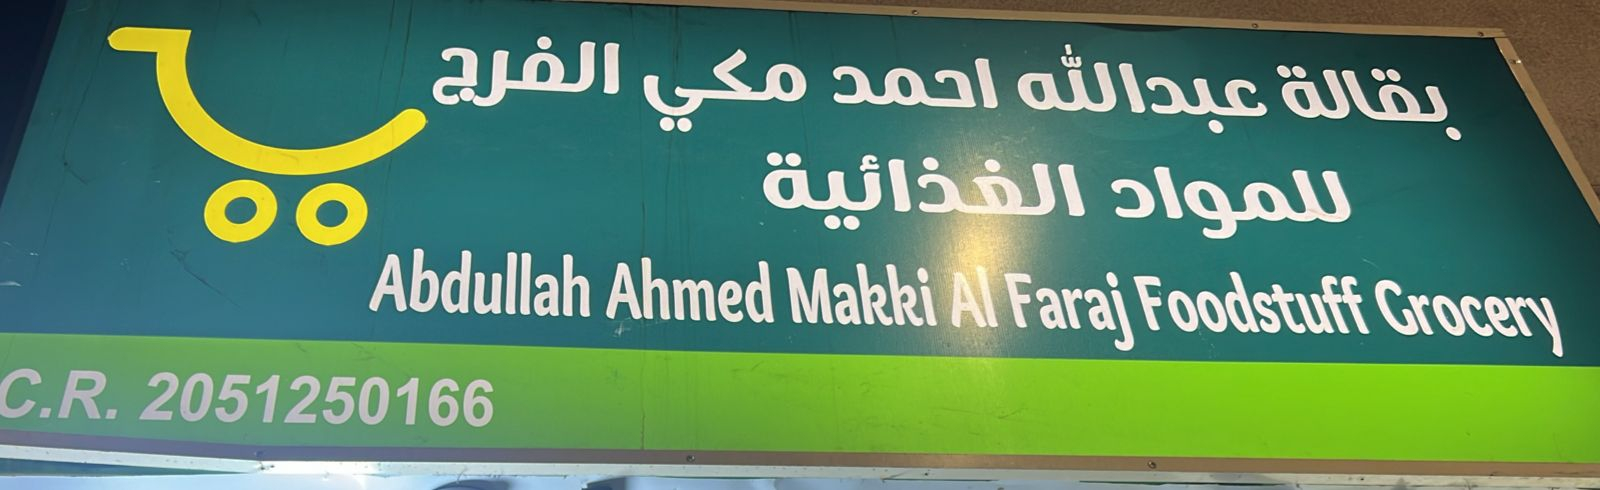 بقالة عبدالله احمد مكي الفرج
للمواد الغذائية
Abdullah Ahmed Makki Al Faraj Foodstuff Grocery
C.R. 2051250166